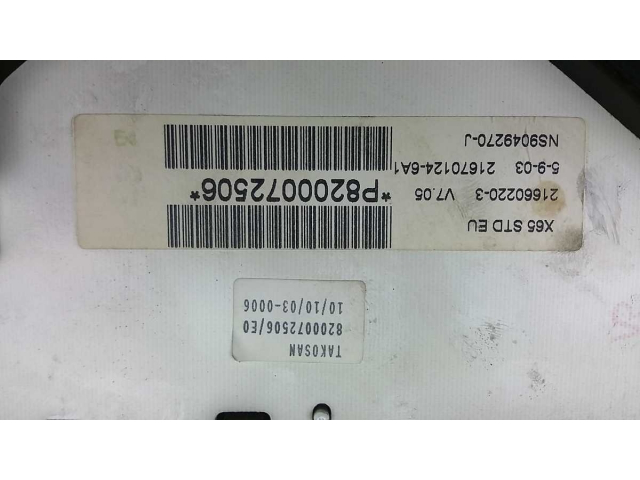 X65 STD EU
21660220-3 V7.05
5-9-03 21670124-6A1
NS9049270-J
*P8200072506*
TAKOSAN
8200072506/E0
10/10/03-0006